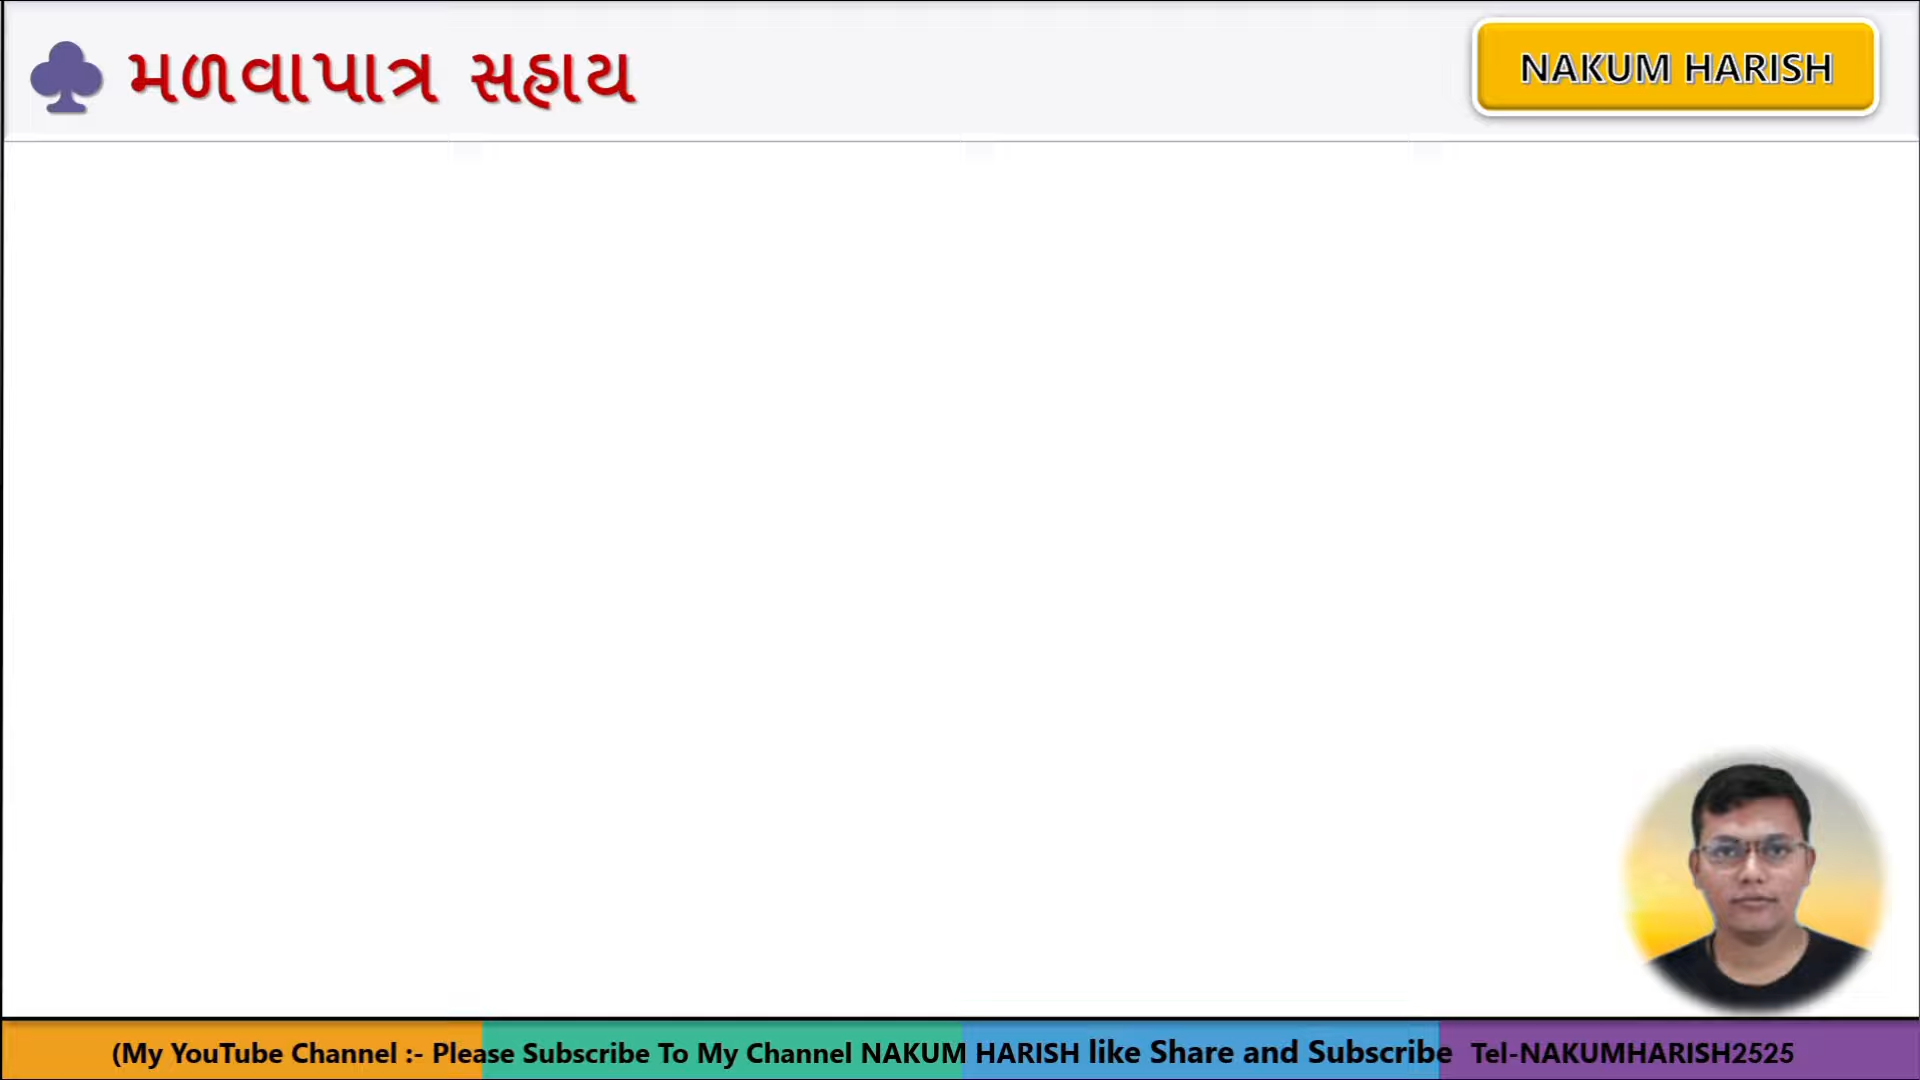 મળવાપાત્ર સહાય
NAKUM HARISH
(My YouTube Channel :- Please Subscribe To My Channel NAKUM HARISH like Share and Subscribe Tel-NAKUMHARISH2525